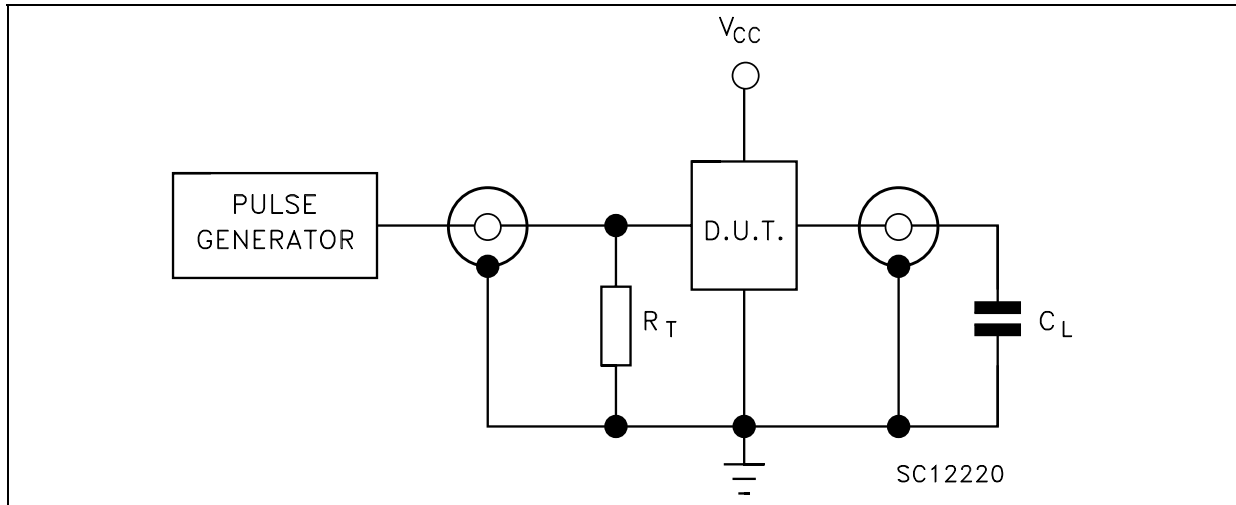 VCC
PULSE
GENERATOR
D.U.T.
RT
CL
SC12220